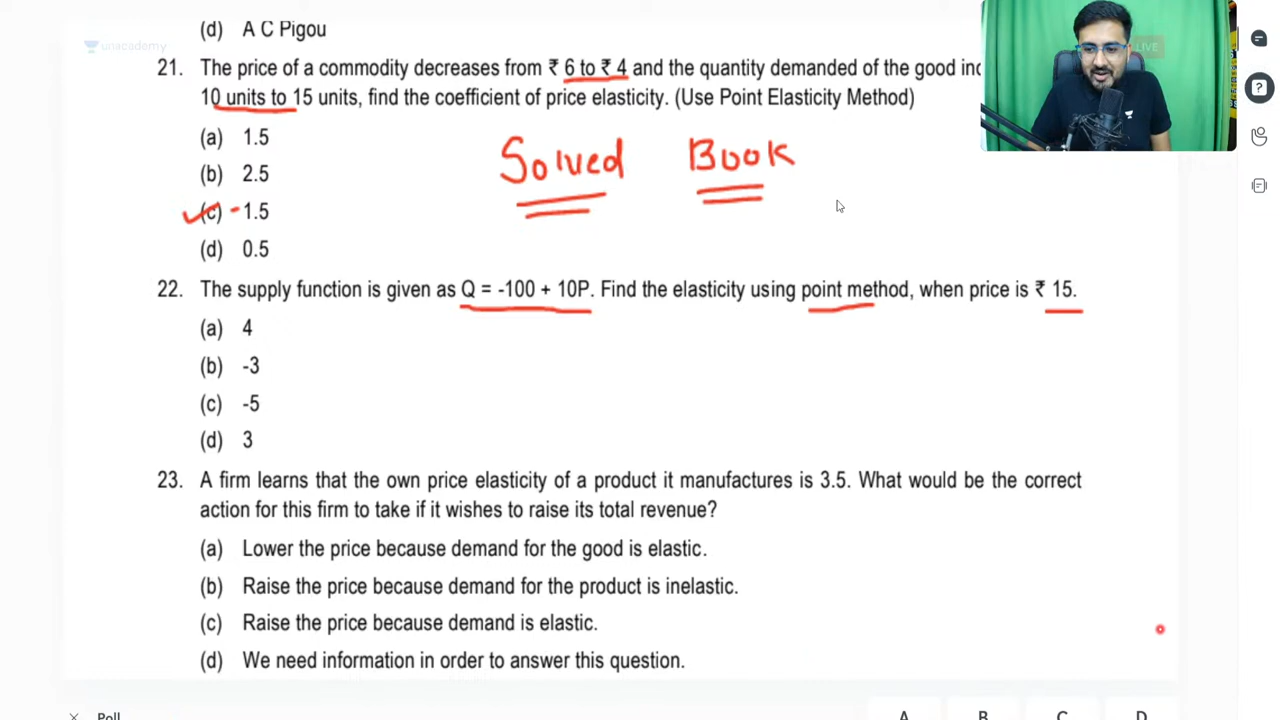 (d) A C Pigou
unacademy
LIVE
21. The price of a commodity decreases from ₹ 6 to ₹ 4 and the quantity demanded of the good
10 units to 15 units, find the coefficient of price elasticity. (Use Point Elasticity Method)
(a) 1.5
Solved Book
(b) 2.5
(c) -1.5
(d) 0.5
22. The supply function is given as Q = -100 + 10P. Find the elasticity using point method, when price is ₹ 15.
(a) 4
(b) -3
(c) -5
(d) 3
23. A firm learns that the own price elasticity of a product it manufactures is 3.5. What would be the correct
action for this firm to take if it wishes to raise its total revenue?
(a) Lower the price because demand for the good is elastic.
(b) Raise the price because demand for the product is inelastic.
(c) Raise the price because demand is elastic.
(d) We need information in order to answer this question.
Poll A B C D